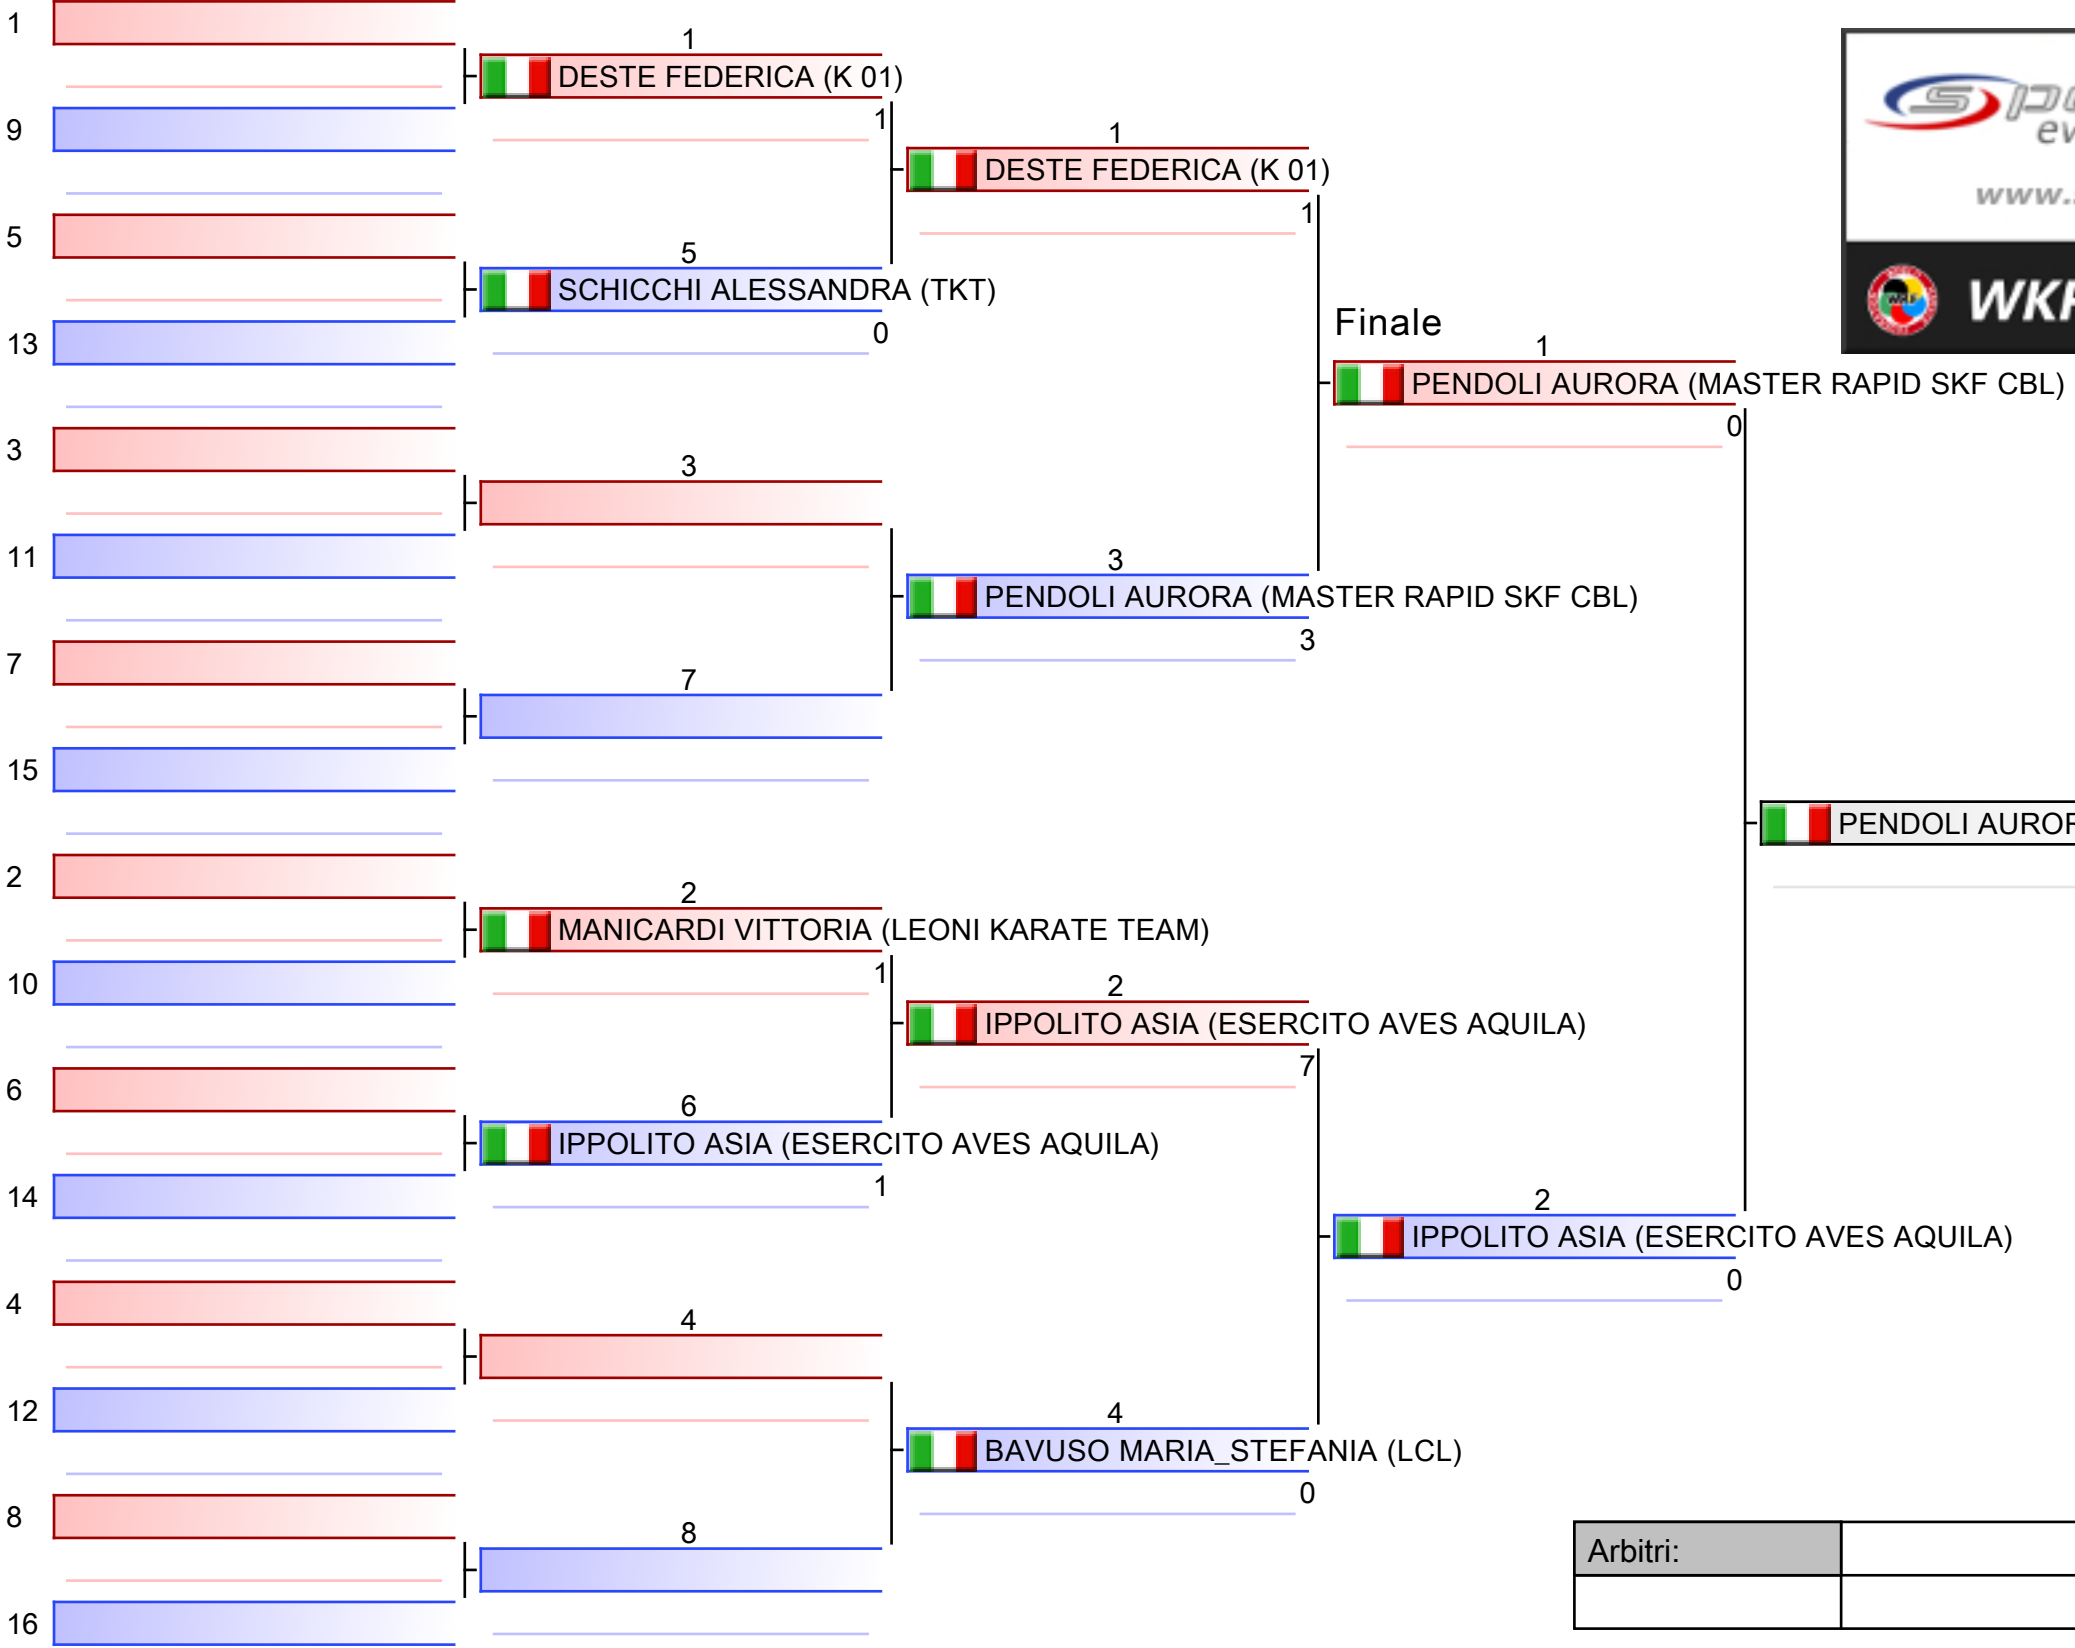 1
9
5
13
3
11
7
15
2
10
6
14
4
12
8
16
1
DESTE FEDERICA (K 01)
1
5
SCHICCHI ALESSANDRA (TKT)
0
3
7
2
MANICARDI VITTORIA (LEONI KARATE TEAM)
1
6
IPPOLITO ASIA (ESERCITO AVES AQUILA)
1
4
8
1
DESTE FEDERICA (K 01)
1
3
PENDOLI AURORA (MASTER RAPID SKF CBL)
3
2
IPPOLITO ASIA (ESERCITO AVES AQUILA)
7
4
BAVUSO MARIA_STEFANIA (LCL)
0
Finale
1
PENDOLI AURORA (MASTER RAPID SKF CBL)
0
2
IPPOLITO ASIA (ESERCITO AVES AQUILA)
0
PENDOLI
www.
Arbitri: